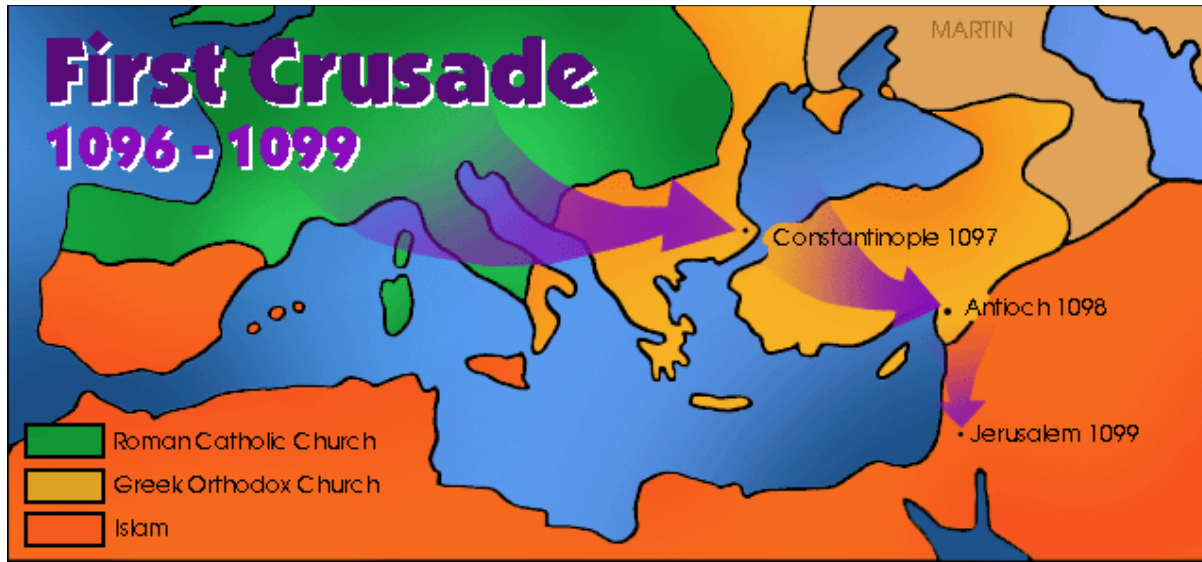 First Crusade
1096 - 1099
MARTIN
Constantinople 1097
Antioch 1098
Jerusalem 1099
Roman Catholic Church
Greek Orthodox Church
Islam